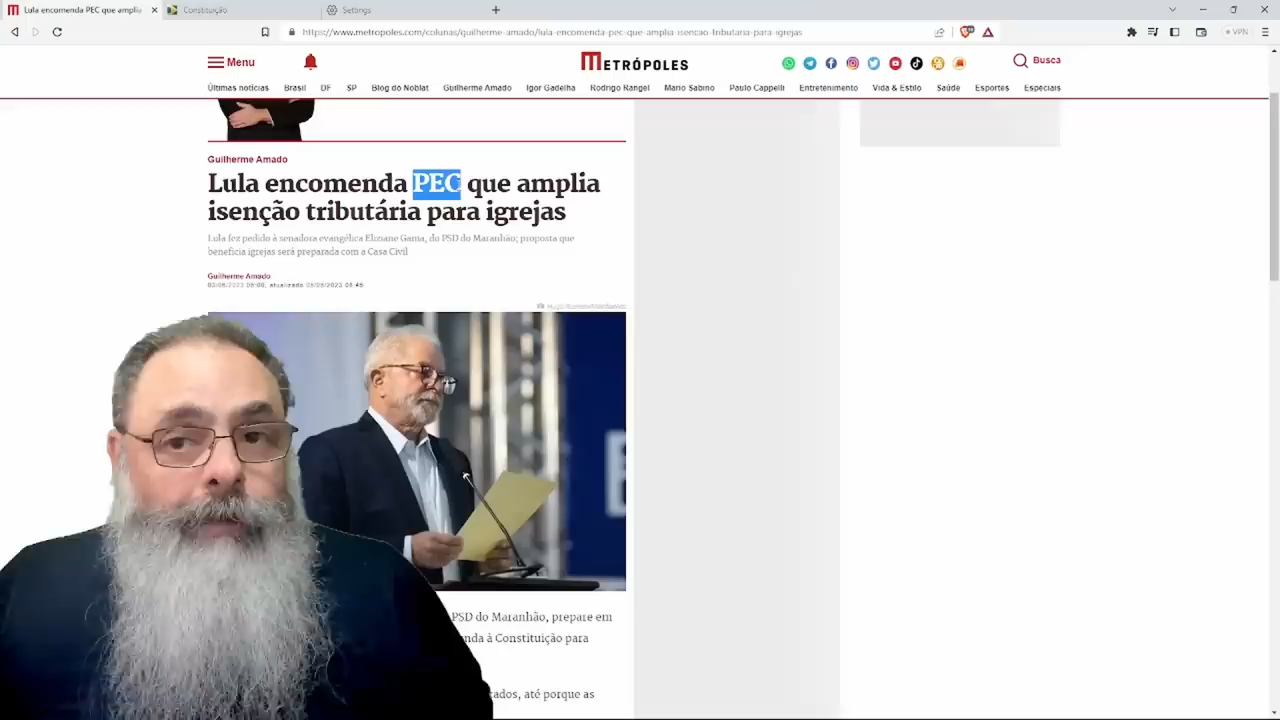 Lula encomenda PEC que amplia
Constituição
Settings
https://www.metropoles.com/colunas/guilherme-amado/lula-encomenda-pec-que-amplia-isencao-tributaria-para-igrejas
VPN
Menu
METRÓPOLES
Busca
Últimas notícias Brasil DF SP Blog do Noblat Guilherme Amado Igor Gadelha Rodrigo Rangel Mario Sabino Paulo Cappelli Entretenimento Vida & Estilo Saúde Esportes Especiais
Guilherme Amado
Lula encomenda PEC que amplia
isenção tributária para igrejas
Lula fez pedido à senadora evangélica Eliziane Gama, do PSD do Maranhão; proposta que
beneficia igrejas será preparada com a Casa Civil
Guilherme Amado
PSD do Maranhão, prepare em
nda à Constituição para
ados, até porque as